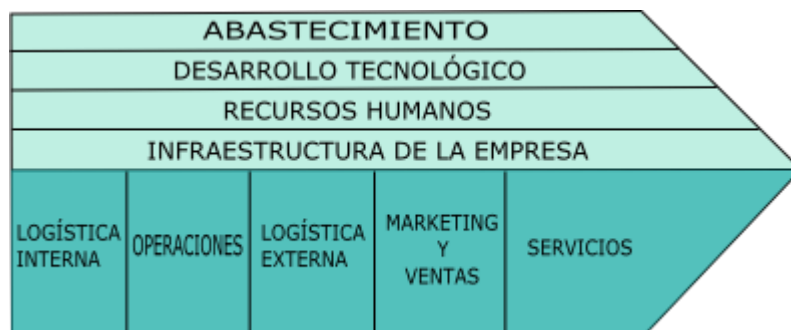 ABASTECIMIENTO
DESARROLLO TECNOLÓGICO
RECURSOS HUMANOS
INFRAESTRUCTURA DE LA EMPRESA
LOGÍSTICA
INTERNA
OPERACIONES
LOGÍSTICA
EXTERNA
MARKETING
Y
VENTAS
SERVICIOS